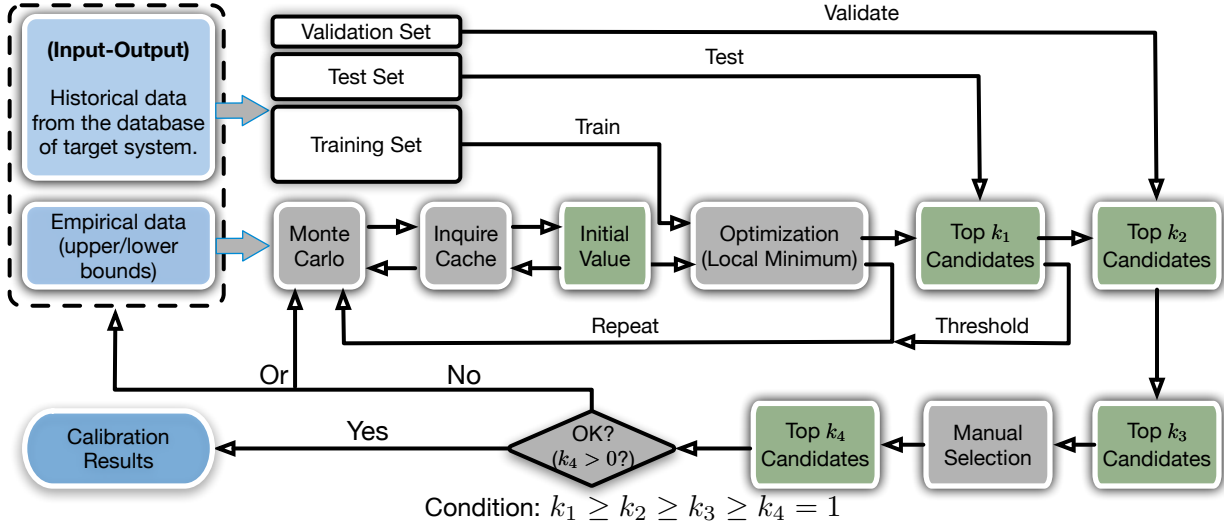 (Input-Output)
Historical data
from the database
of target system.
Empirical data
(upper/lower
bounds)
Validation Set
Test Set
Training Set
Validate
Test
Train
Monte
Carlo
Inquire
Cache
Initial
Value
Optimization
(Local Minimum)
Top k₁
Candidates
Top k₂
Candidates
Repeat
Threshold
Or
No
Calibration
Results
Yes
OK?
(k₄ > 0?)
Top k₄
Candidates
Manual
Selection
Top k₃
Candidates
Condition: k₁ ≥ k₂ ≥ k₃ ≥ k₄ = 1